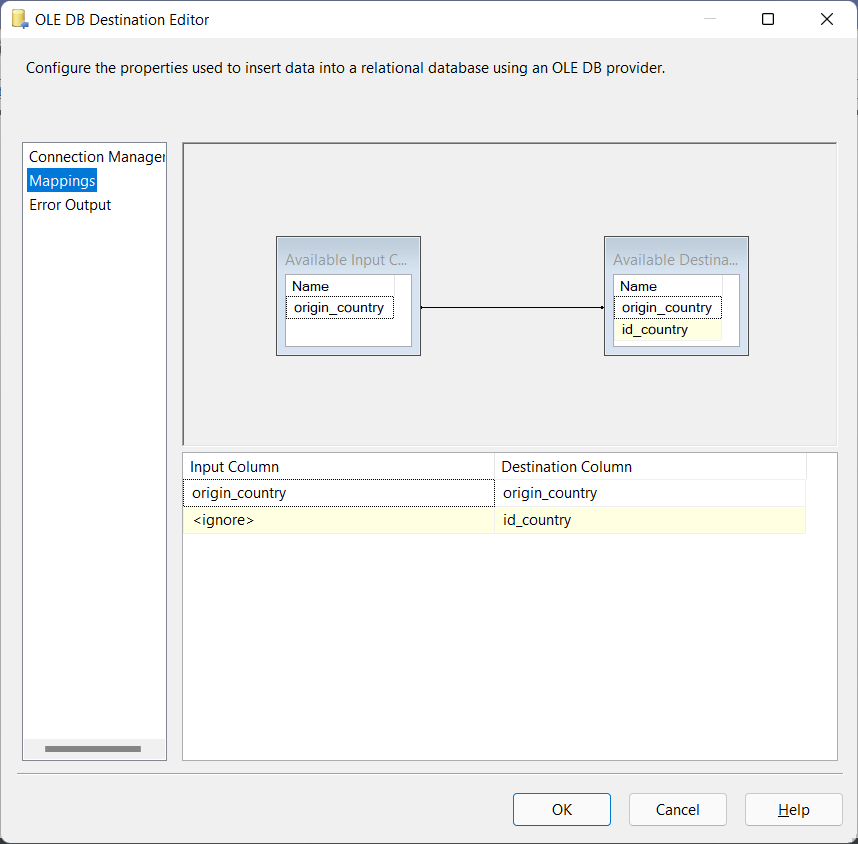 OLE DB Destination Editor
Configure the properties used to insert data into a relational database using an OLE DB provider.
Connection Manager
Mappings
Error Output
Available Input C...
Name
origin_country
Available Destina...
Name
origin_country
id_country
Input Column Destination Column
origin_country origin_country
<ignore> id_country
OK Cancel Help